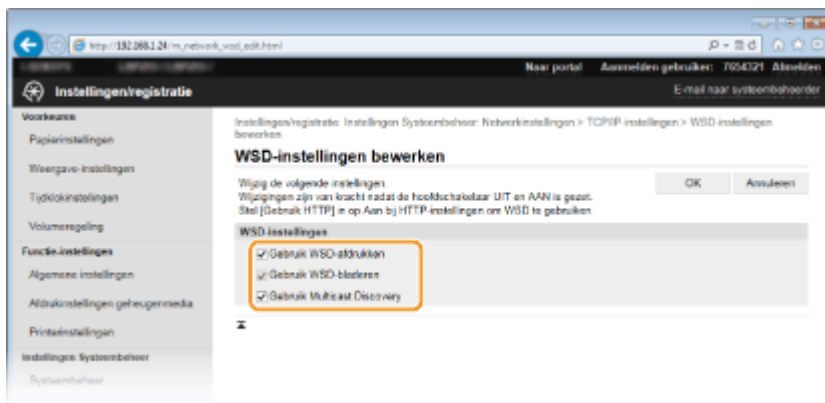 http://192.168.1.24/m_network_wsd_edit.html
Naar portal Aanmelden gebruiker: 7654321 Afmelden
Instellingen/registratie
E-mail naar systeembeheerder
Voorkeuren
Papierinstellingen
Weergave-instellingen
Tijdklokinstellingen
Volumeregeling
Functie-instellingen
Algemene instellingen
Afdrukinstellingen geheugenmedia
Printerinstellingen
Instellingen Systeembeheer
Systeembeheer
Instellingen/registratie: Instellingen Systeembeheer: Netwerkinstellingen > TCP/IP-instellingen > WSD-instellingen
bewerken
WSD-instellingen bewerken
Wijzig de volgende instellingen.
Wijzigingen zijn van kracht nadat de hoofdschakelaar UIT en AAN is gezet.
Stel [Gebruik HTTP] in op Aan bij HTTP-instellingen om WSD te gebruiken.
OK Annuleren
WSD-instellingen
Gebruik WSD-afdrukken
Gebruik WSD-bladeren
Gebruik Multicast Discovery